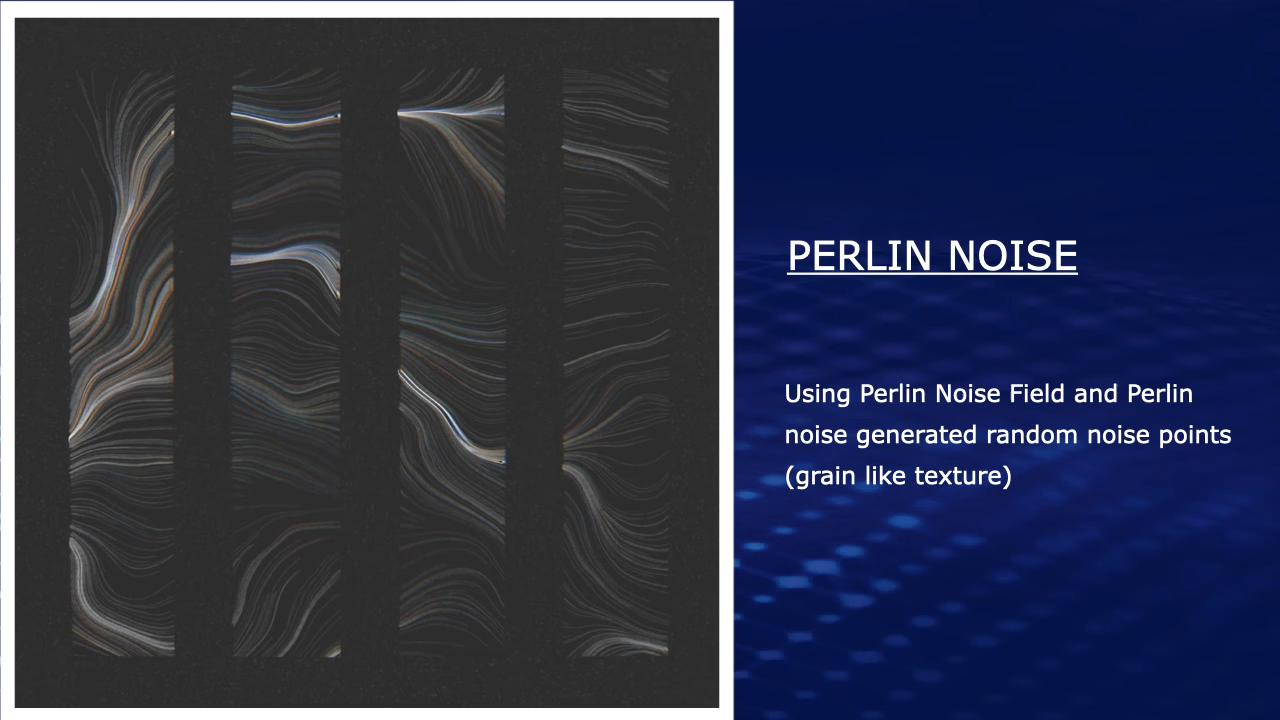 PERLIN NOISE
Using Perlin Noise Field and Perlin
noise generated random noise points
(grain like texture)